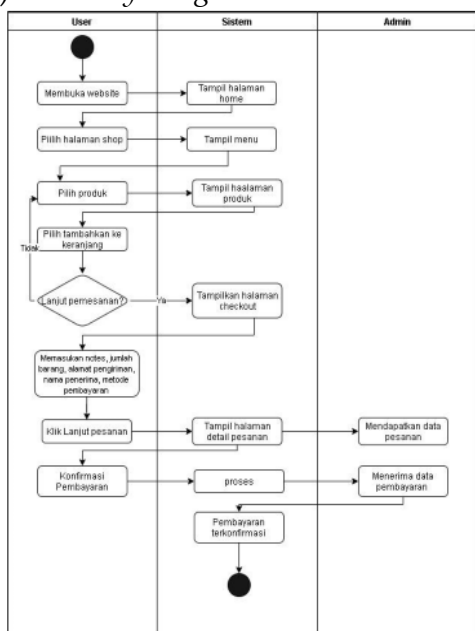 User
Sistem
Admin
Membuka website
Tampil halaman
home
Piilih halaman shop
Tampil menu
Pilih produk
Tampil haalaman
produk
Pilih tambahkan ke
keranjang
Tidak
Lanjut pemesanan?
Ya
Tampilkan halaman
checkout
Memasukan notes, jumlah
barang, alamat pengiriman,
nama penerima, metode
pembayaran
Klik Lanjut pesanan
Tampil halaman
detail pesanan
Mendapatkan data
pesanan
Konfirmasi
Pembayaran
proses
Menerima data
pembayaran
Pembayaran
terkonfirmasi